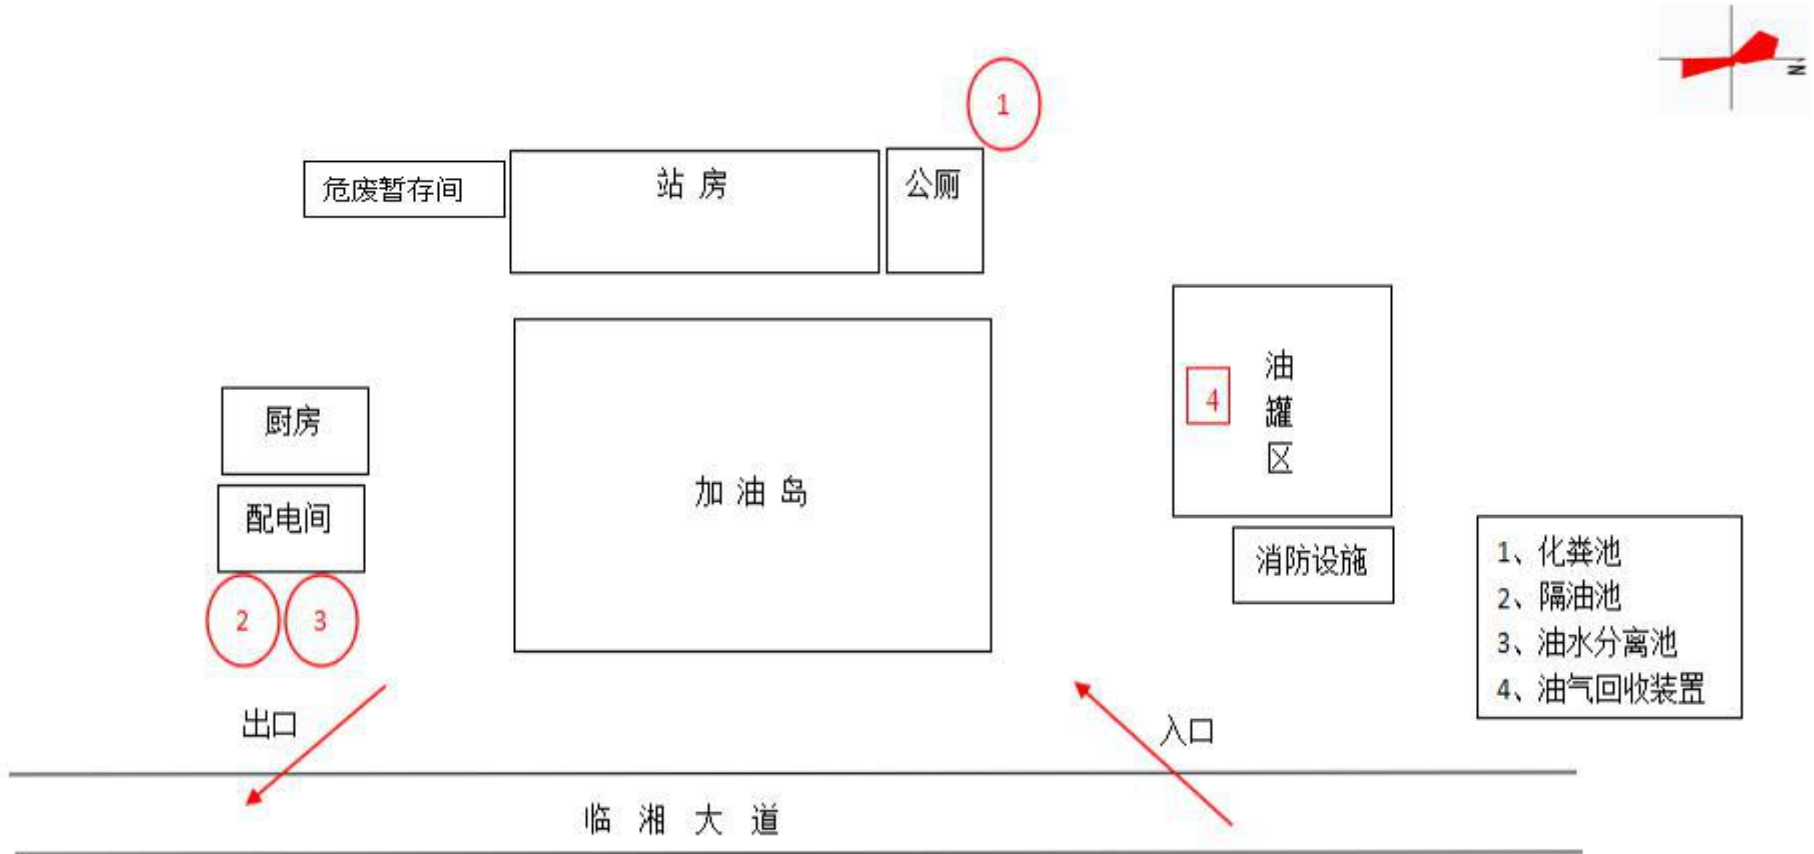 N
1
危废暂存间
站 房
公厕
油罐区
4
厨房
加 油 岛
配电间
消防设施
2
3
1、化粪池
2、隔油池
3、油水分离池
4、油气回收装置
出口
入口
临 湘 大 道